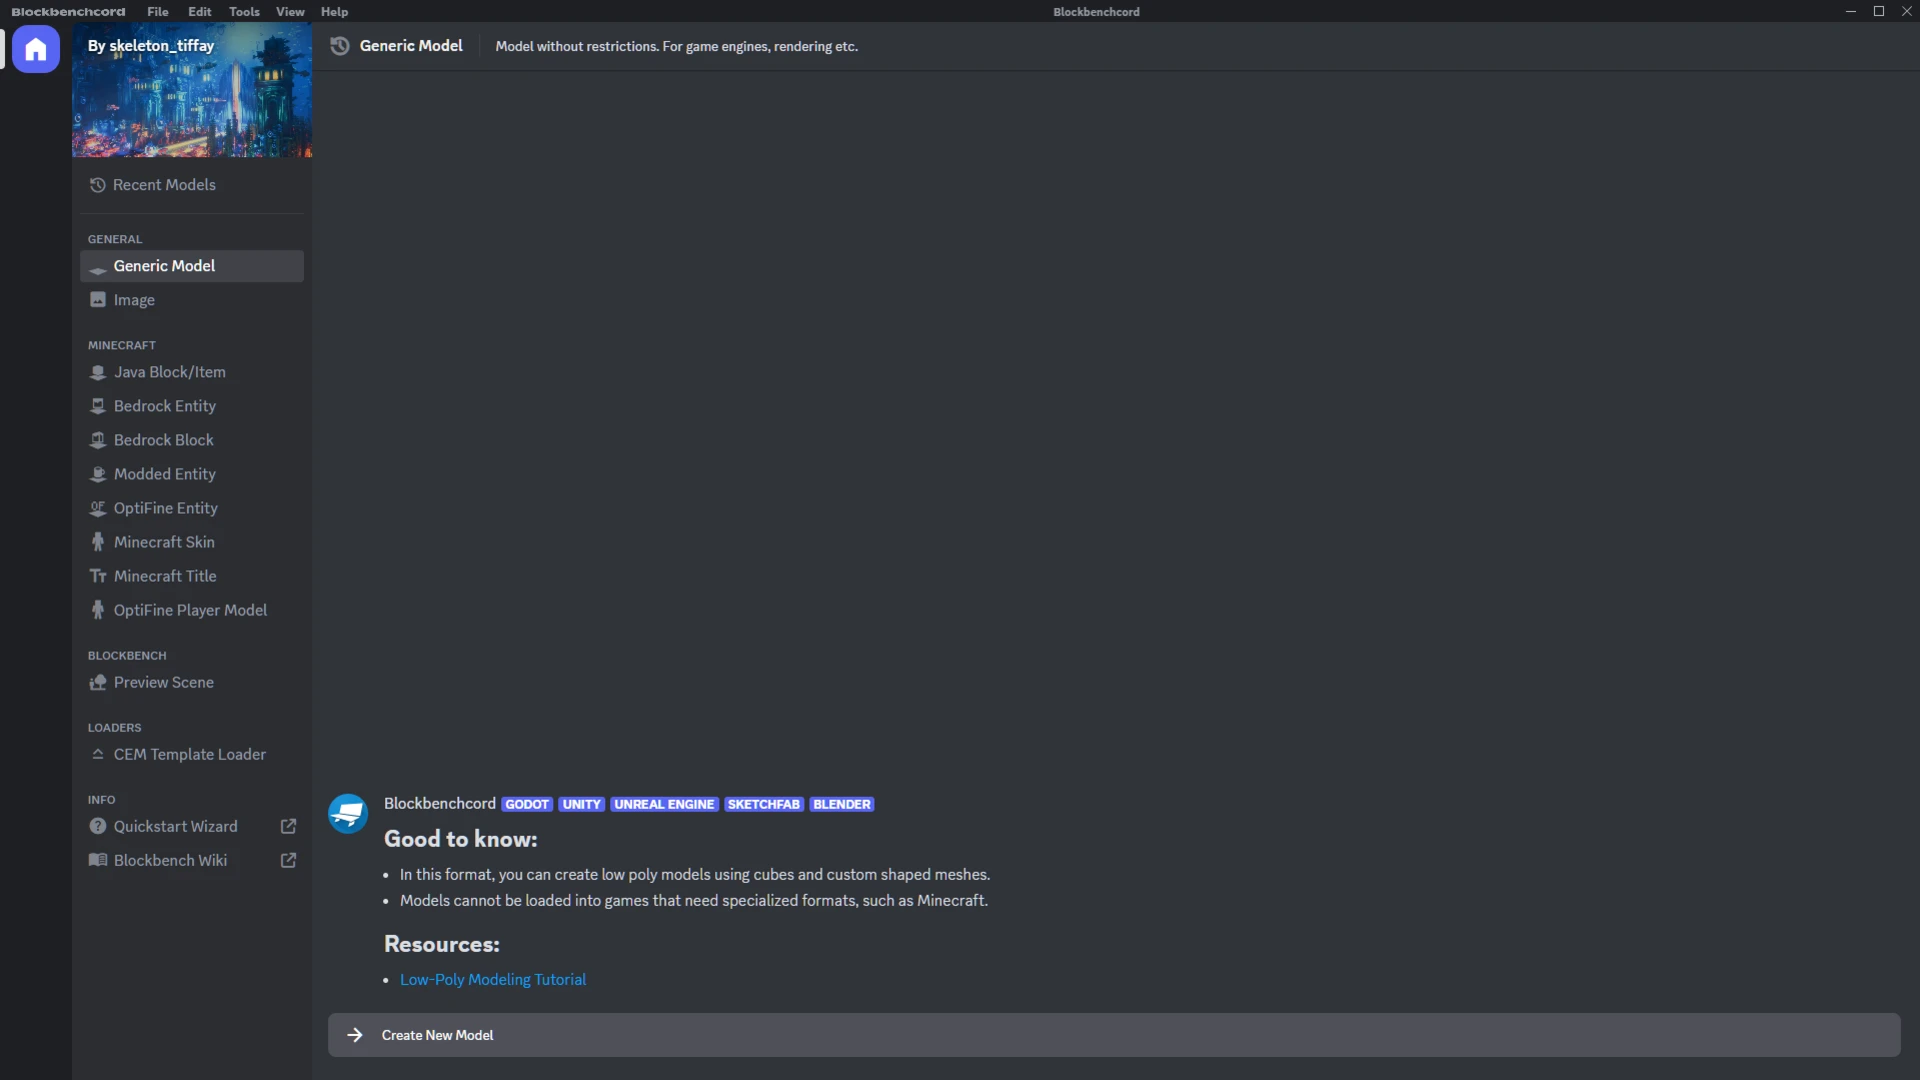 Blockbenchcord File Edit Tools View Help Blockbenchcord
By skeleton_tiffay
Generic Model Model without restrictions. For game engines, rendering etc.
Recent Models
GENERAL
Generic Model
Image
MINECRAFT
Java Block/Item
Bedrock Entity
Bedrock Block
Modded Entity
OF OptiFine Entity
Minecraft Skin
Tr Minecraft Title
OptiFine Player Model
BLOCKBENCH
Preview Scene
LOADERS
CEM Template Loader
INFO
Quickstart Wizard
Blockbench Wiki
Blockbenchcord GODOT UNITY UNREAL ENGINE SKETCHFAB BLENDER
Good to know:
• In this format, you can create low poly models using cubes and custom shaped meshes.
• Models cannot be loaded into games that need specialized formats, such as Minecraft.
Resources:
• Low-Poly Modeling Tutorial
Create New Model